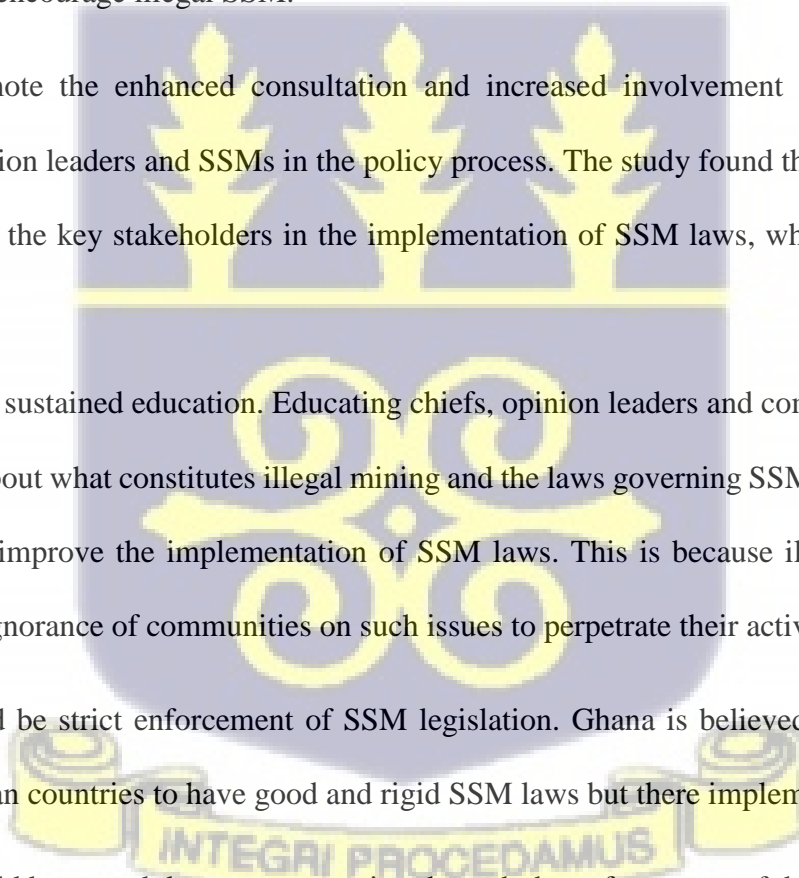 encourage illegal SSM.
note the enhanced consultation and increased involvement
ion leaders and SSMs in the policy process. The study found th
the key stakeholders in the implementation of SSM laws, wh
sustained education. Educating chiefs, opinion leaders and con
bout what constitutes illegal mining and the laws governing SSM
improve the implementation of SSM laws. This is because il
gnorance of communities on such issues to perpetrate their activ
d be strict enforcement of SSM legislation. Ghana is believed
an countries to have good and rigid SSM laws but there implem
INTEGRI PROCEDAMUS